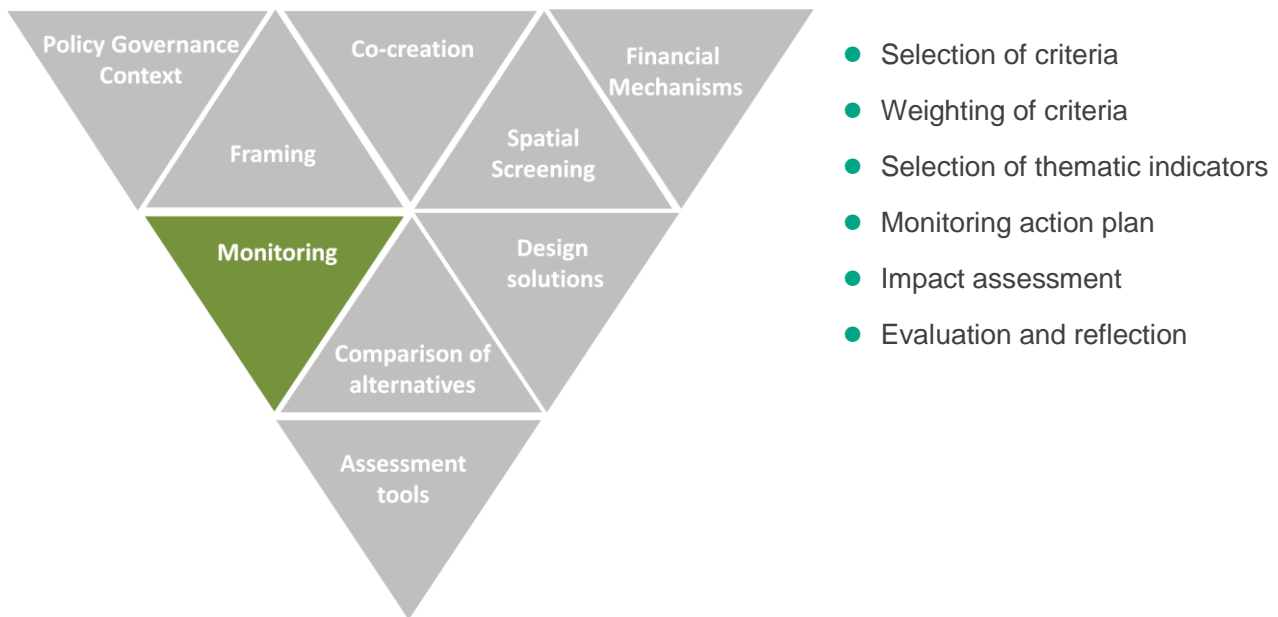 Policy Governance
Context
Co-creation
Financial
Mechanisms
Framing
Spatial
Screening
Monitoring
Design
solutions
Comparison of
alternatives
Assessment
tools
Selection of criteria
Weighting of criteria
Selection of thematic indicators
Monitoring action plan
Impact assessment
Evaluation and reflection